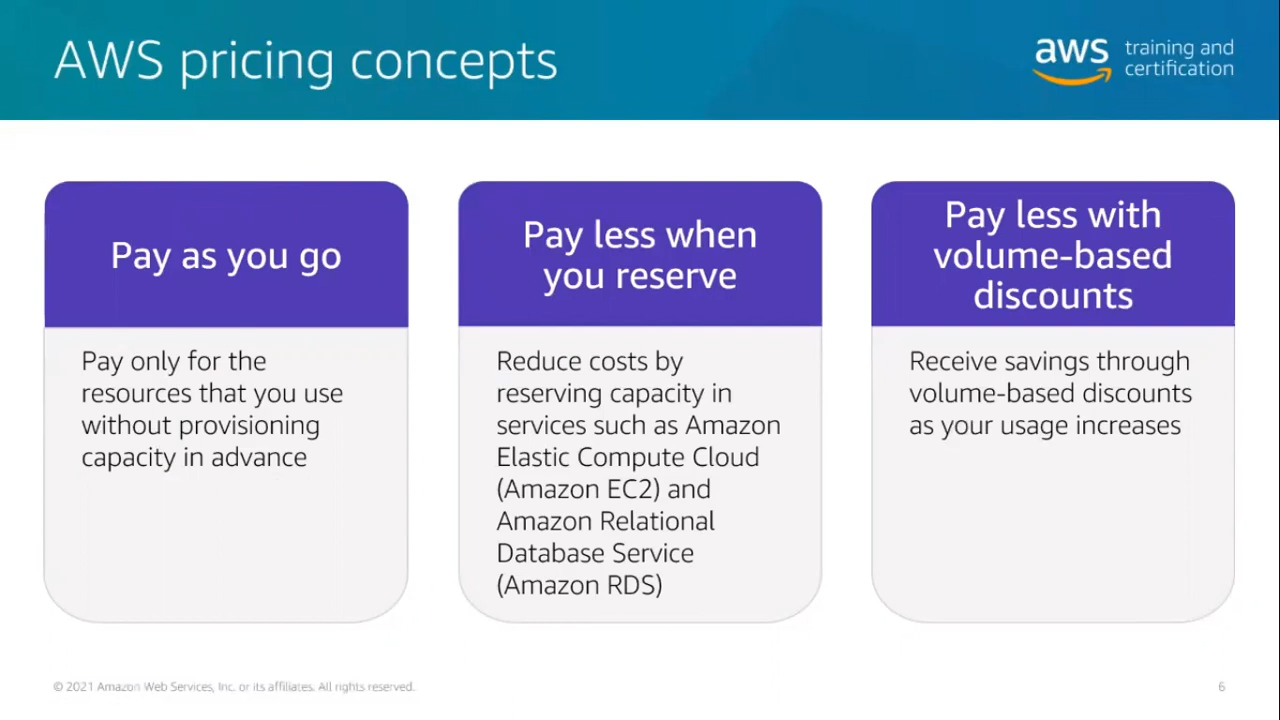 AWS pricing concepts
aws
training and
certification
Pay as you go
Pay only for the
resources that you use
without provisioning
capacity in advance
Pay less when
you reserve
Reduce costs by
reserving capacity in
services such as Amazon
Elastic Compute Cloud
(Amazon EC2) and
Amazon Relational
Database Service
(Amazon RDS)
Pay less with
volume-based
discounts
Receive savings through
volume-based discounts
as your usage increases
© 2021 Amazon Web Services, Inc. or its affiliates. All rights reserved.
6